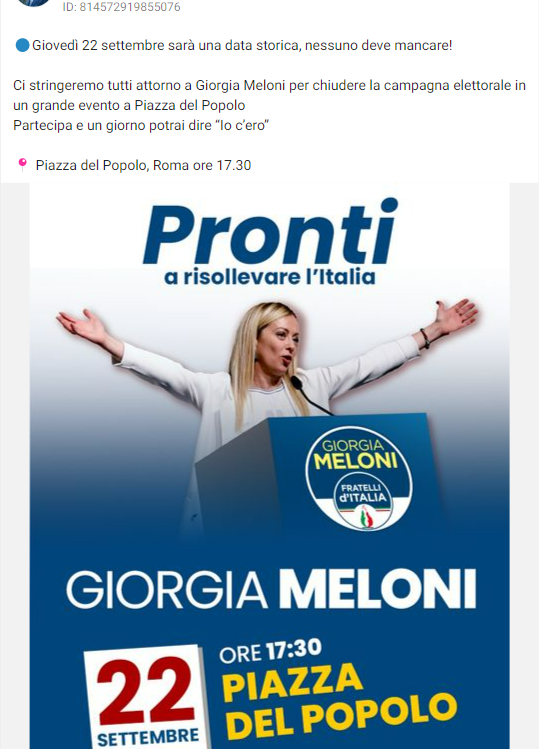 ID: 814572919855076
🔵Giovedì 22 settembre sarà una data storica, nessuno deve mancare!
Ci stringeremo tutti attorno a Giorgia Meloni per chiudere la campagna elettorale in
un grande evento a Piazza del Popolo
Partecipa e un giorno potrai dire “Io c’ero”
📍 Piazza del Popolo, Roma ore 17.30
Pronti
a risollevare l’Italia
GIORGIA
MELONI
FRATELLI
d'ITALIA
GIORGIA MELONI
22
SETTEMBRE
ORE 17:30
PIAZZA
DEL POPOLO